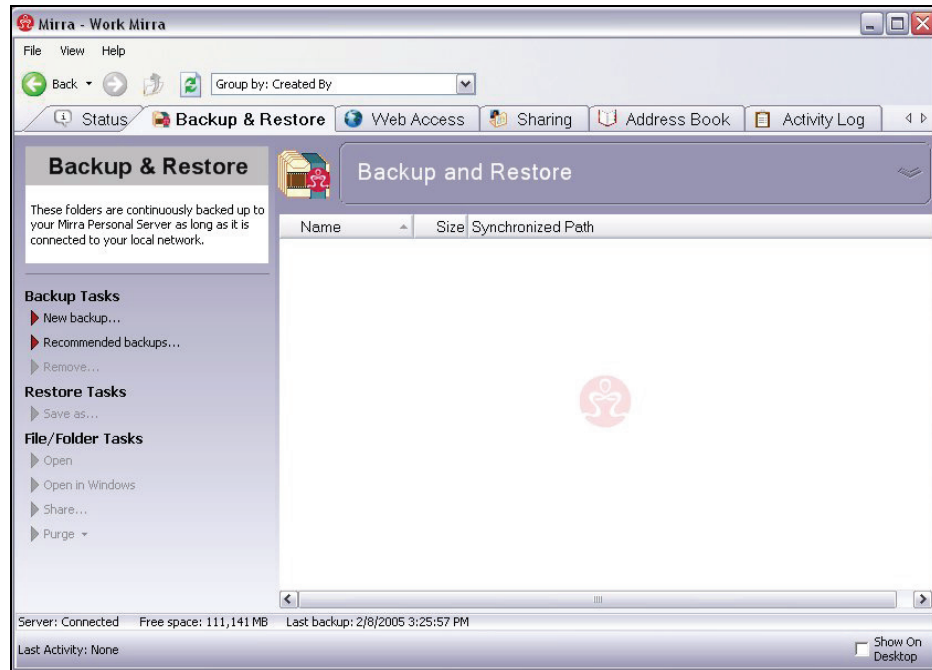 Mirra - Work Mirra
File View Help
Back Group by: Created By
Status Backup & Restore Web Access Sharing Address Book Activity Log
Backup & Restore
Backup and Restore
These folders are continuously backed up to
your Mirra Personal Server as long as it is
connected to your local network.
Name Size Synchronized Path
Backup Tasks
New backup...
Recommended backups...
Remove...
Restore Tasks
Save as...
File/Folder Tasks
Open
Open in Windows
Share...
Purge
Server: Connected Free space: 111,141 MB Last backup: 2/8/2005 3:25:57 PM
Last Activity: None
Show On
Desktop